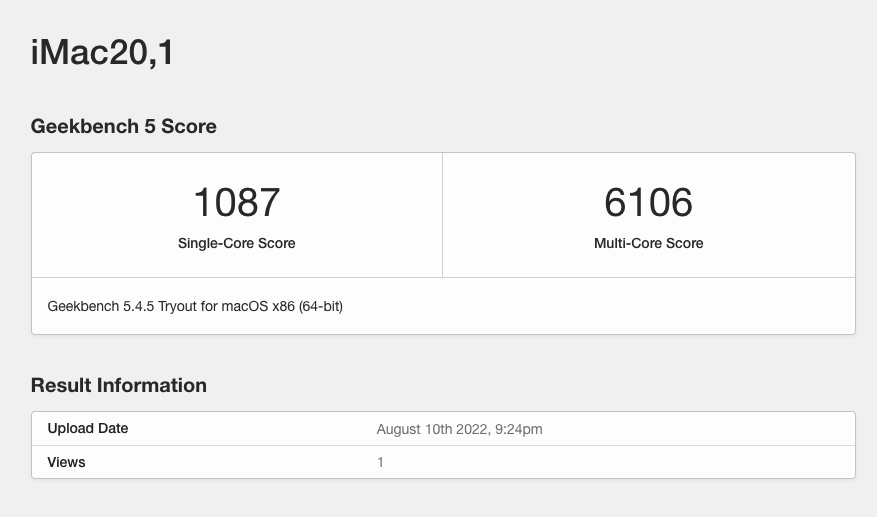 iMac20,1
Geekbench 5 Score
1087
Single-Core Score
6106
Multi-Core Score
Geekbench 5.4.5 Tryout for macOS x86 (64-bit)
Result Information
Upload Date August 10th 2022, 9:24pm
Views 1